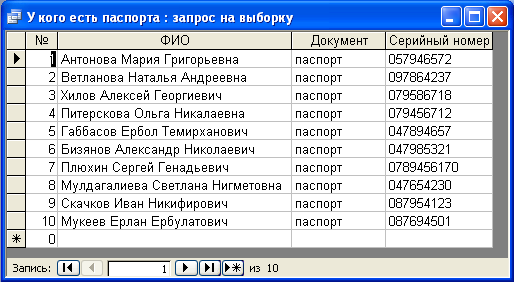 У кого есть паспорта : запрос на выборку
№ ФИО Документ Серийный номер
1 Антонова Мария Григорьевна паспорт 057946572
2 Ветланова Наталья Андреевна паспорт 097864237
3 Хилов Алексей Георгиевич паспорт 079586718
4 Питерскова Ольга Никалаевна паспорт 079456712
5 Габбасов Ербол Темирханович паспорт 047894657
6 Бизянов Александр Николаевич паспорт 047985321
7 Плюхин Сергей Генадьевич паспорт 0789456170
8 Мулдагалиева Светлана Нигметовна паспорт 047654230
9 Скачков Иван Никифирович паспорт 087954123
10 Мукеев Ерлан Ербулатович паспорт 087694501
0
Запись: 1 из 10